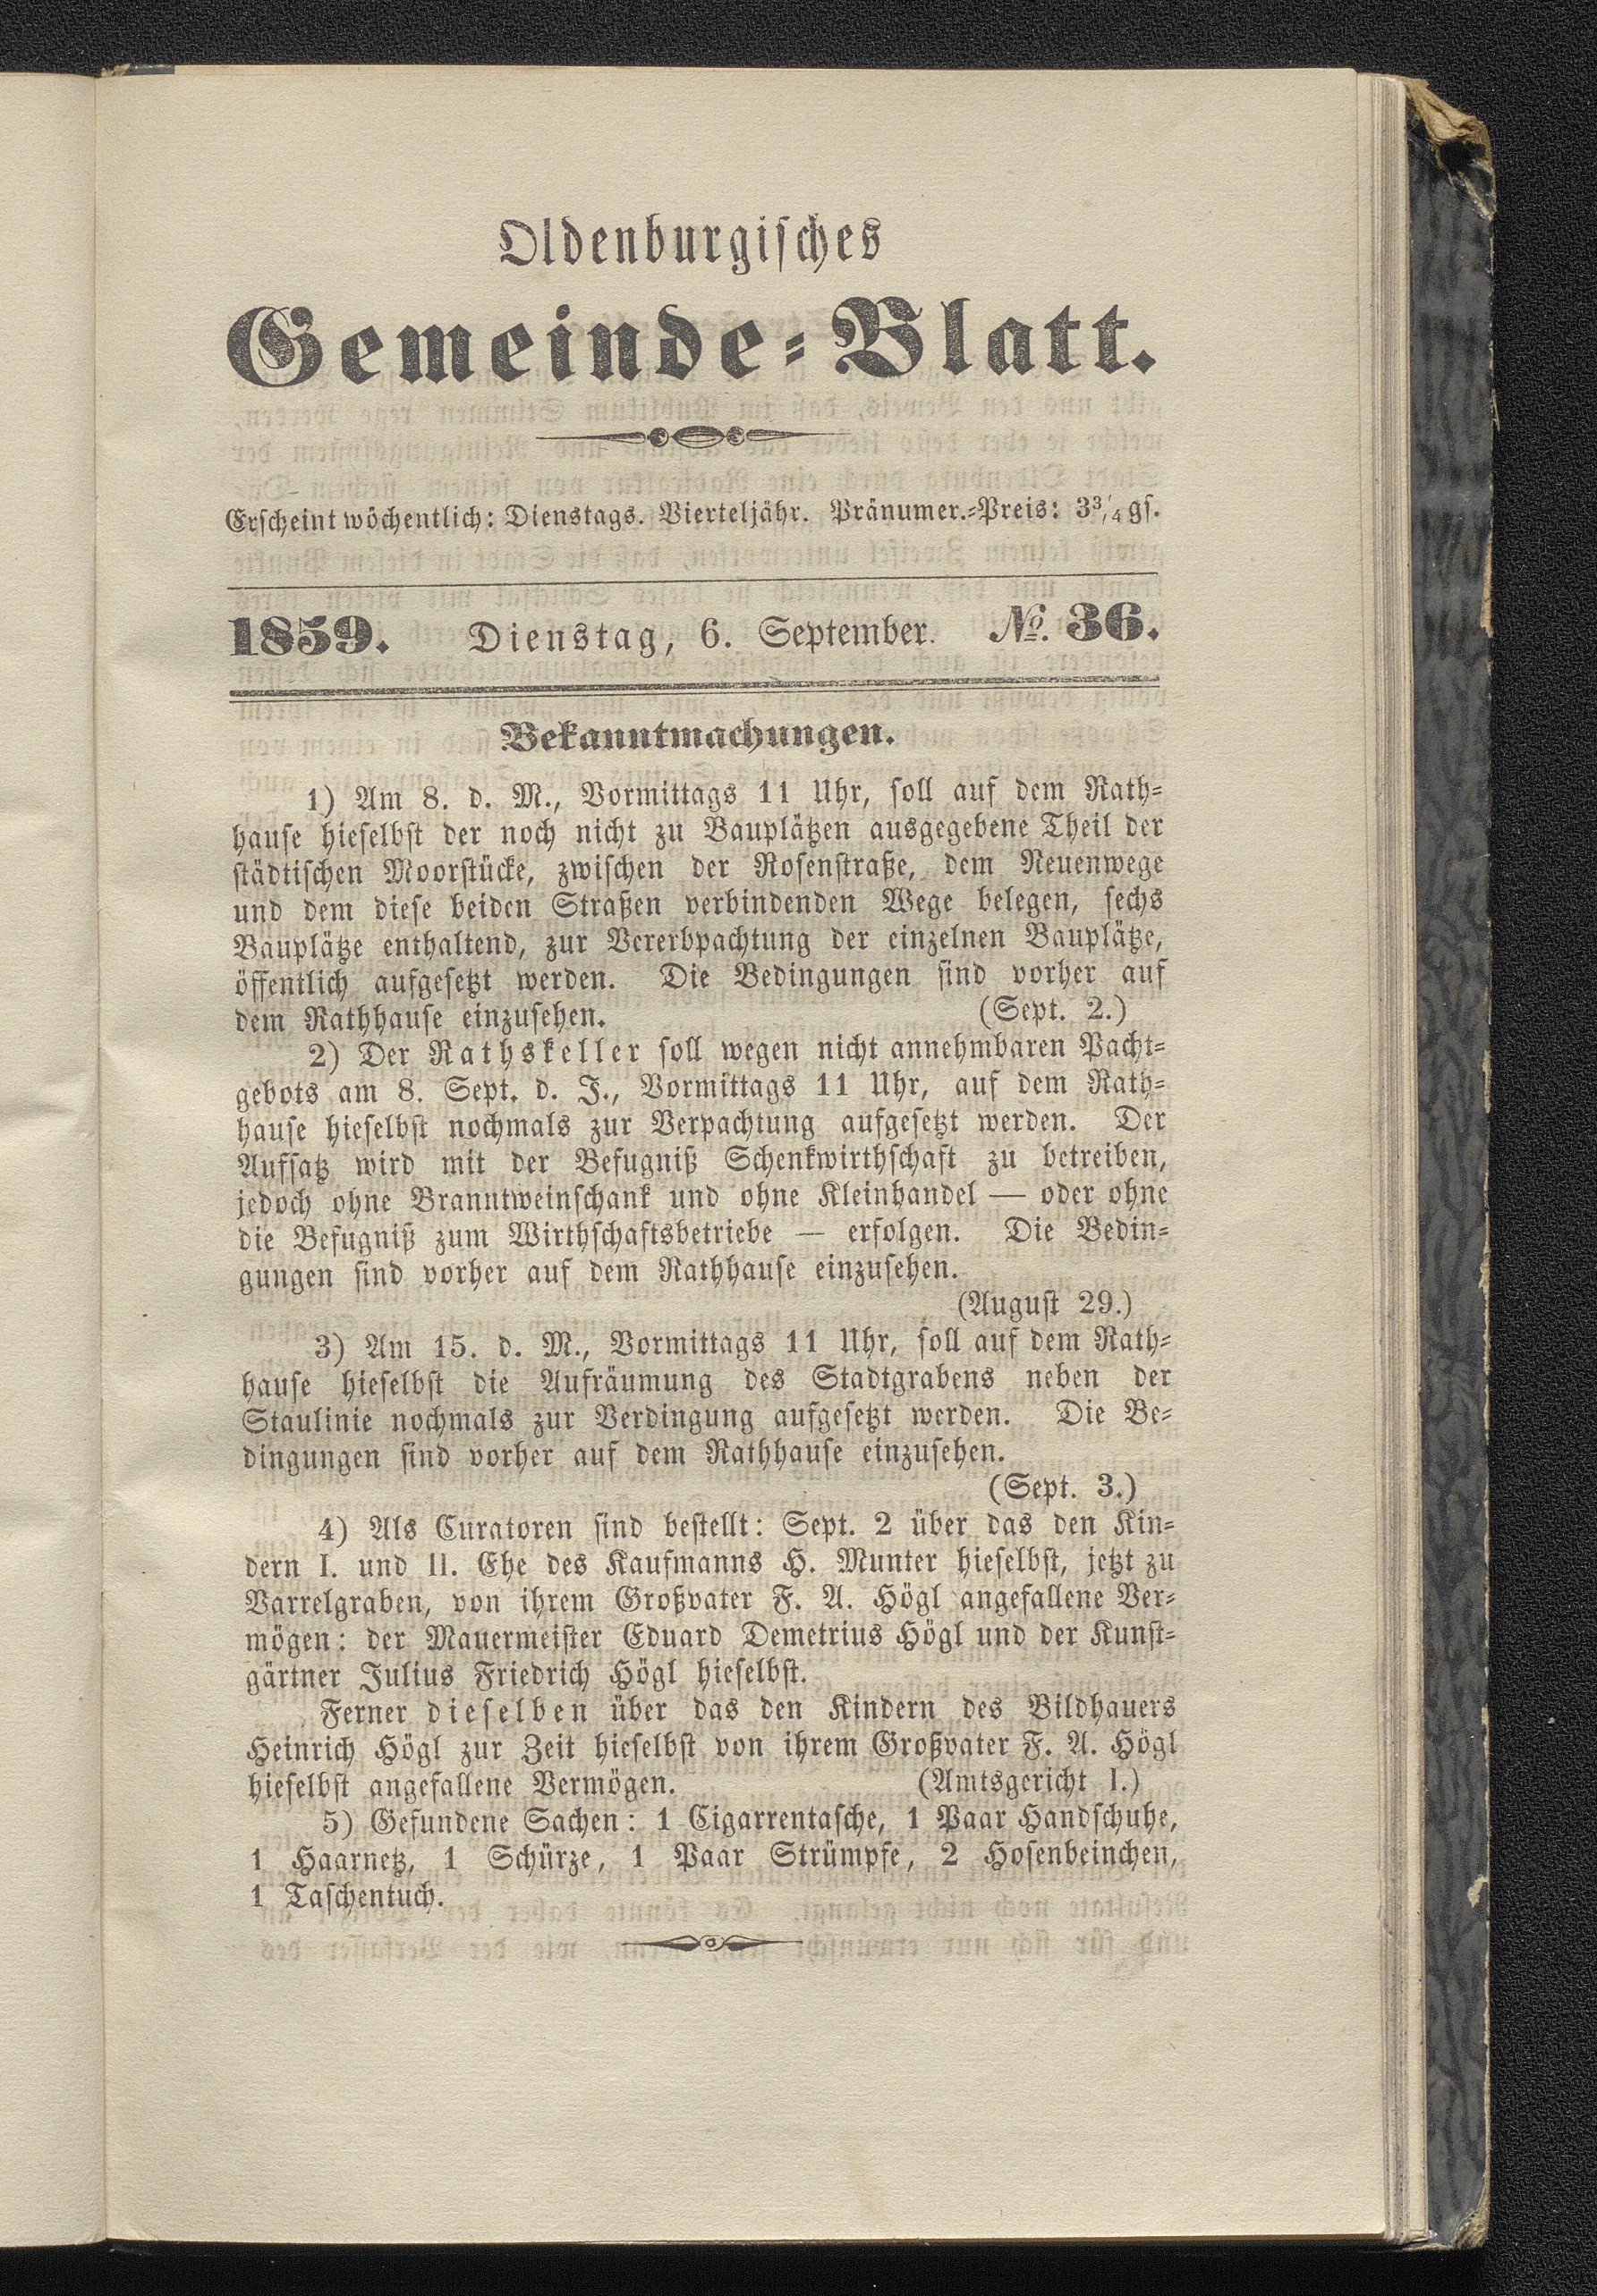 Oldenburgisches
Gemeinde-Blatt.
Erscheint wöchentlich: Dienstags. Vierteljähr. Pränumer.-Preis: 3 3/4 gs.
1859. Dienstag, 6. September. No. 36.
Bekanntmachungen.
1) Am 8. d. M., Vormittags 11 Uhr, soll auf dem Rath-
hause hieselbst der noch nicht zu Bauplätzen ausgegebene Theil der
städtischen Moorstücke, zwischen der Rosenstraße, dem Neuenwege
und dem diese beiden Straßen verbindenden Wege belegen, sechs
Bauplätze enthaltend, zur Vererbpachtung der einzelnen Bauplätze,
öffentlich aufgesetzt werden. Die Bedingungen sind vorher auf
dem Rathhause einzusehen. (Sept. 2.)
2) Der Rathskeller soll wegen nicht annehmbaren Pacht-
gebots am 8. Sept. d. J., Vormittags 11 Uhr, auf dem Rath-
hause hieselbst nochmals zur Verpachtung aufgesetzt werden. Der
Aufsatz wird mit der Befugniß Schenkwirthschaft zu betreiben,
jedoch ohne Branntweinschank und ohne Kleinhandel — oder ohne
die Befugniß zum Wirthschaftsbetriebe — erfolgen. Die Bedin-
gungen sind vorher auf dem Rathhause einzusehen.
(August 29.)
3) Am 15. d. M., Vormittags 11 Uhr, soll auf dem Rath-
hause hieselbst die Aufräumung des Stadtgrabens neben der
Staulinie nochmals zur Verdingung aufgesetzt werden. Die Be-
dingungen sind vorher auf dem Rathhause einzusehen.
(Sept. 3.)
4) Als Curatoren sind bestellt: Sept. 2 über das den Kin-
dern I. und II. Ehe des Kaufmanns H. Munter hieselbst, jetzt zu
Varrelgraben, von ihrem Großvater F. A. Högl angefallene Ver-
mögen: der Mauermeister Eduard Demetrius Högl und der Kunst-
gärtner Julius Friedrich Högl hieselbst.
Ferner dieselben über das den Kindern des Bildhauers
Heinrich Högl zur Zeit hieselbst von ihrem Großvater F. A. Högl
hieselbst angefallene Vermögen. (Amtsgericht I.)
5) Gefundene Sachen: 1 Cigarrentasche, 1 Paar Handschuhe,
1 Haarnetz, 1 Schürze, 1 Paar Strümpfe, 2 Hosenbeinchen,
1 Taschentuch.